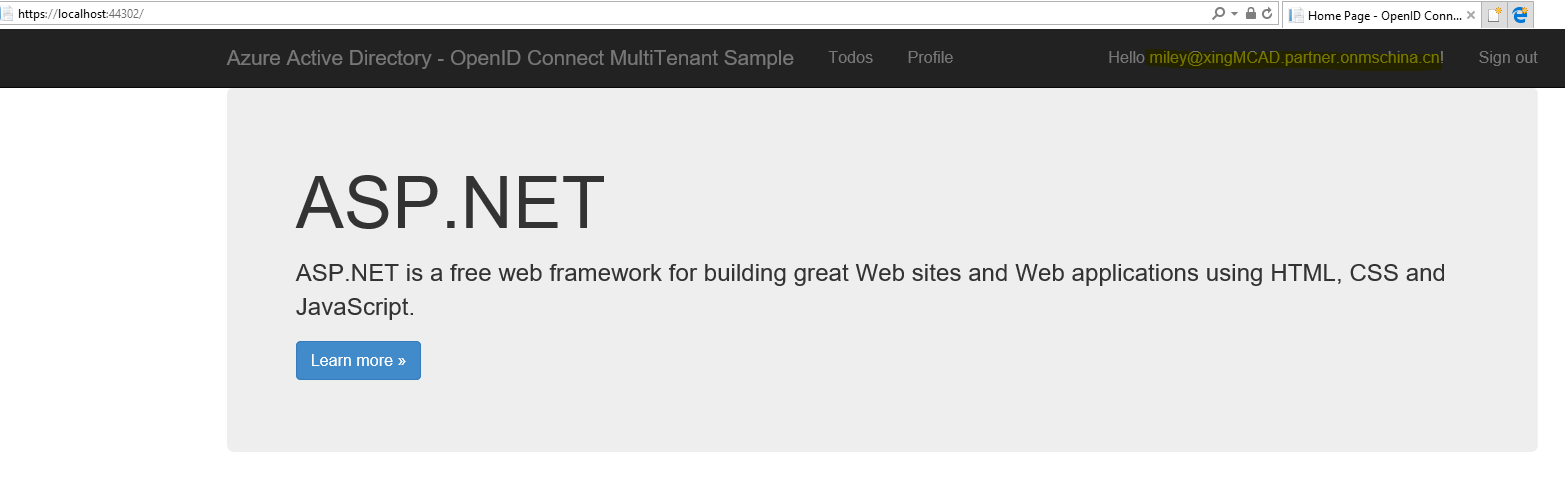 https://localhost:44302/
Home Page - OpenID Conn...
Azure Active Directory - OpenID Connect MultiTenant Sample Todos Profile Hello miley@xingMCAD.partner.onmschina.cn! Sign out
ASP.NET
ASP.NET is a free web framework for building great Web sites and Web applications using HTML, CSS and
JavaScript.
Learn more »